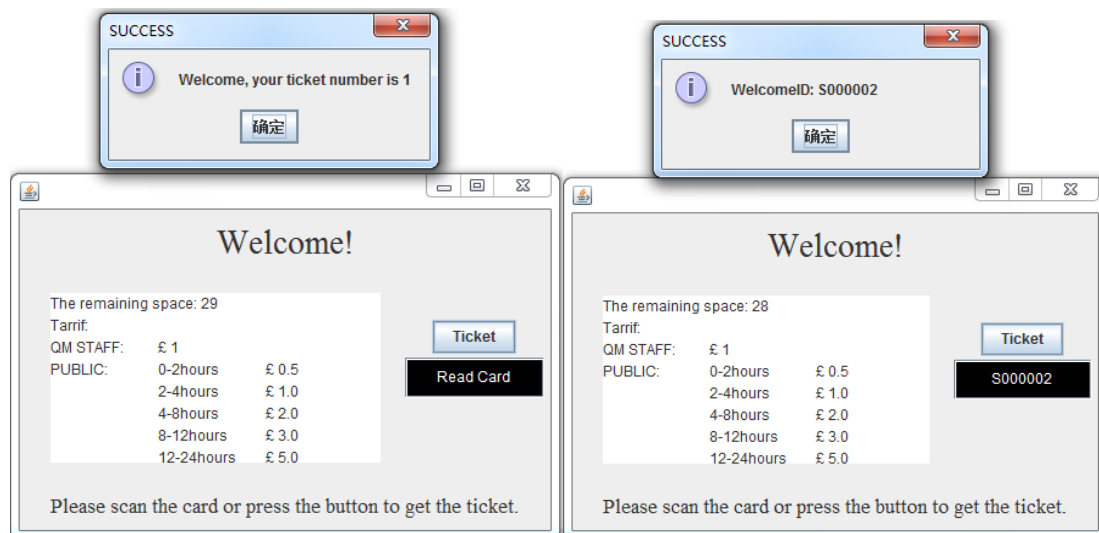 SUCCESS
Welcome, your ticket number is 1
确定
Welcome!
The remaining space: 29
Tarrif:
QM STAFF: £ 1
PUBLIC: 0-2hours £ 0.5
2-4hours £ 1.0
4-8hours £ 2.0
8-12hours £ 3.0
12-24hours £ 5.0
Ticket
Read Card
Please scan the card or press the button to get the ticket.
SUCCESS
WelcomeID: S000002
确定
Welcome!
The remaining space: 28
Tarrif:
QM STAFF: £ 1
PUBLIC: 0-2hours £ 0.5
2-4hours £ 1.0
4-8hours £ 2.0
8-12hours £ 3.0
12-24hours £ 5.0
Ticket
S000002
Please scan the card or press the button to get the ticket.